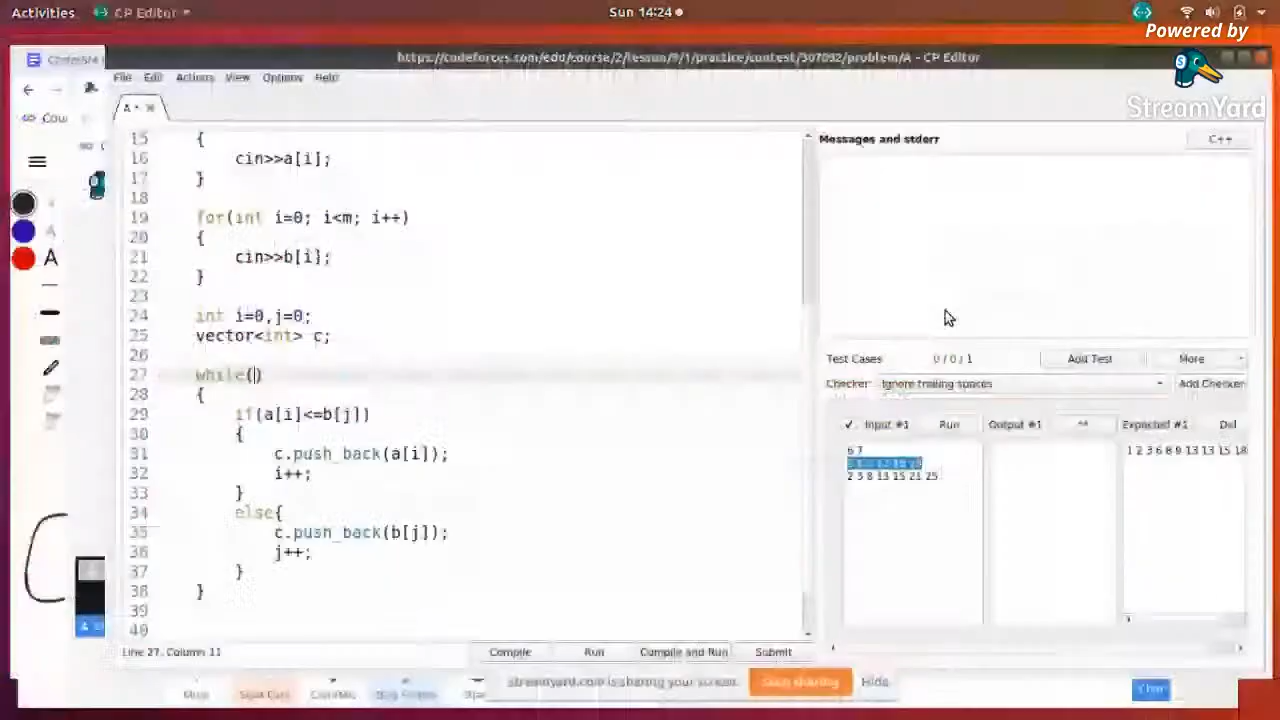 Activities CP Editor Sun 14:24
Powered by
StreamYard
https://codeforces.com/edu/course/2/lesson/9/1/practice/contest/307092/problem/A - CP Editor
File Edit Actions View Options Help
Cou
A
15 {
16 cin>>a[i];
17 }
18
19 for(int i=0; i<m; i++)
20 {
21 cin>>b[i];
22 }
23
24 int i=0,j=0;
25 vector<int> c;
26
27 while()
28 {
29 if(a[i]<=b[j])
30 {
31 c.push_back(a[i]);
32 i++;
33 }
34 else{
35 c.push_back(b[j]);
36 j++;
37 }
38 }
39
40
Line 27, Column 11
Compile Run Compile and Run Submit
Messages and stderr C++
Test Cases 0 / 0 / 1 Add Test More
Checker: Ignore trailing spaces Add Checker
Input #1 Run Output #1 Expected #1 Del
6 7
2 3 8 13 15 21 25
1 2 3 6 8 9 13 13 15 18
A
A
streamyard.com is sharing your screen. Stop sharing Hide
Chat